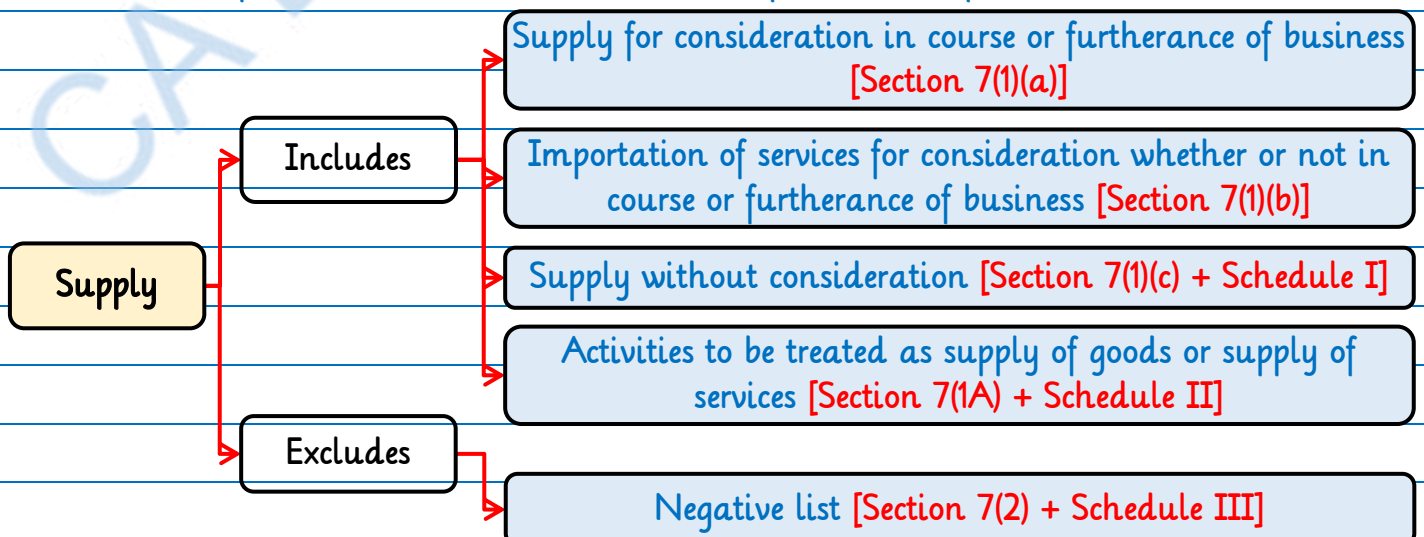 CA
Supply for consideration in course or furtherance of business
[Section 7(1)(a)]
Includes
Importation of services for consideration whether or not in
course or furtherance of business [Section 7(1)(b)]
Supply
Supply without consideration [Section 7(1)(c) + Schedule I]
Activities to be treated as supply of goods or supply of
services [Section 7(1A) + Schedule II]
Excludes
Negative list [Section 7(2) + Schedule III]